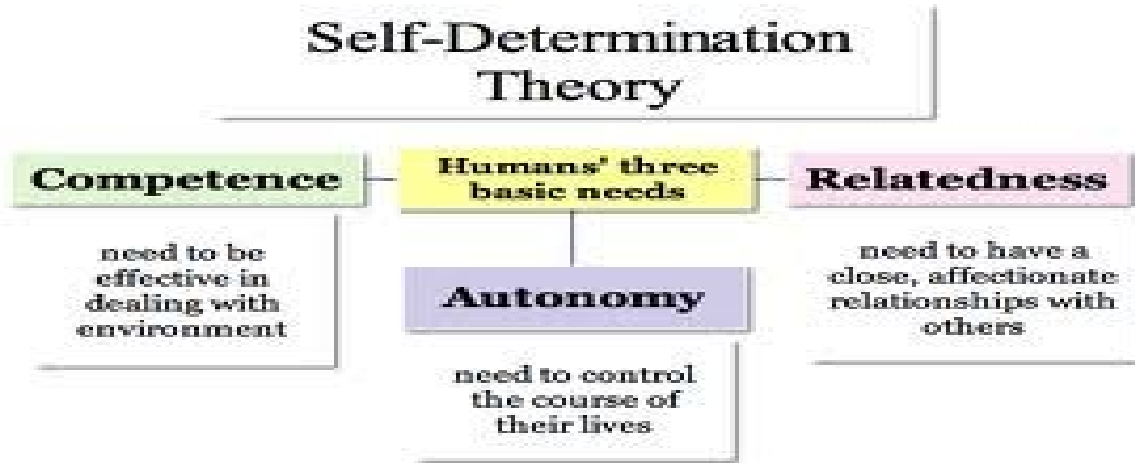 Self-Determination
Theory
Competence
Humans' three
basic needs
Relatedness
need to be
effective in
dealing with
environment
Autonomy
need to have a
close, affectionate
relationships with
others
need to control
the course of
their lives